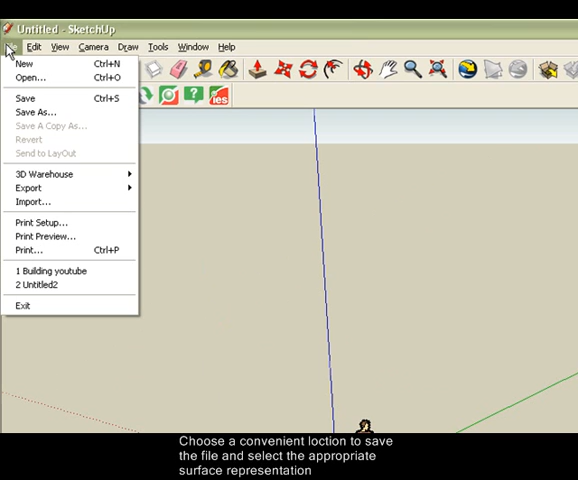 Untitled - SketchUp
Edit View Camera Draw Tools Window Help
New Ctrl+N
Open... Ctrl+O
Save Ctrl+S
Save As...
Save A Copy As...
Revert
Send to LayOut
3D Warehouse
Export
Import...
Print Setup...
Print Preview...
Print... Ctrl+P
1 Building youtube
2 Untitled2
Exit
? ies
Choose a convenient loction to save
the file and select the appropriate
surface representation